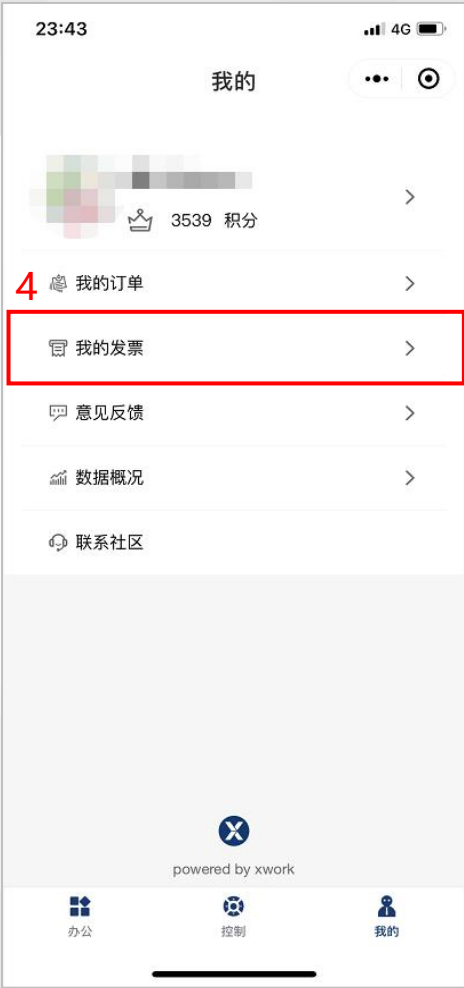 23:43
4G
我的
3539 积分
4
我的订单
我的发票
意见反馈
数据概况
联系社区
powered by xwork
办公
控制
我的